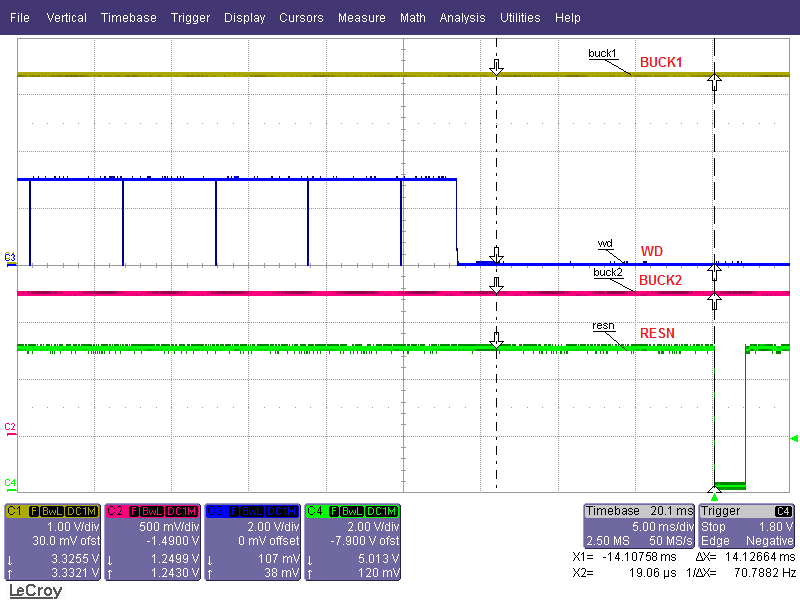 File Vertical Timebase Trigger Display Cursors Measure Math Analysis Utilities Help
buck1 BUCK1
wd WD
C3
buck2 BUCK2
resn RESN
C2
C4
C1 F BwL DC1M
1.00 V/div
30.0 mV ofst
↓ 3.3255 V
↑ 3.3321 V
C2 F BwL DC1M
500 mV/div
-1.4900 V
↓ 1.2499 V
↑ 1.2430 V
C3 F BwL DC1M
2.00 V/div
0 mV offset
↓ 107 mV
↑ 38 mV
C4 F BwL DC1M
2.00 V/div
-7.900 V ofst
↓ 5.013 V
↑ 120 mV
Timebase 20.1 ms
5.00 ms/div
2.50 MS 50 MS/s
Trigger C4
Stop 1.80 V
Edge Negative
X1= -14.10758 ms ΔX= 14.12664 ms
X2= 19.06 µs 1/ΔX= 70.7882 Hz
LeCroy